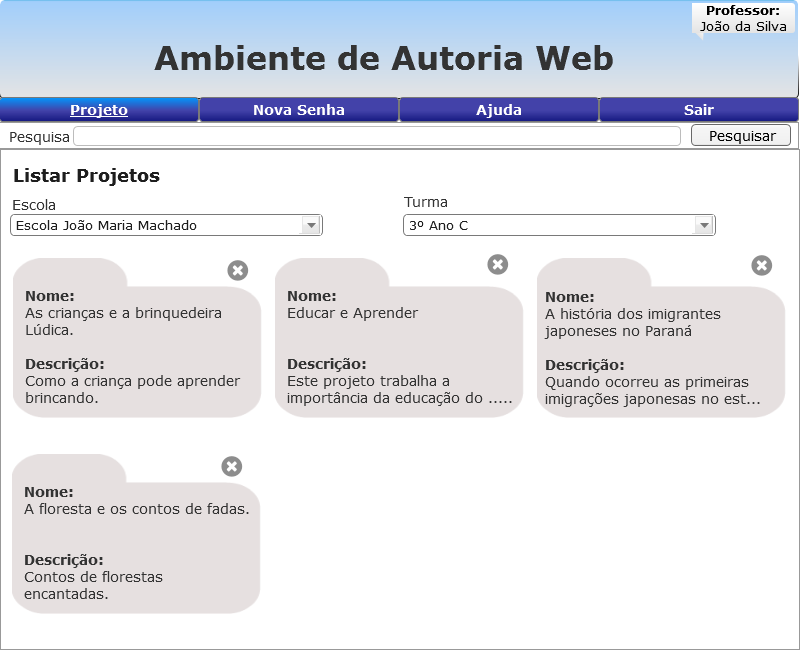 Professor:
João da Silva
Ambiente de Autoria Web
Projeto
Nova Senha
Ajuda
Sair
Pesquisa
Pesquisar
Listar Projetos
Escola
Turma
Escola João Maria Machado
3º Ano C
Nome:
As crianças e a brinquedeira
Lúdica.
Descrição:
Como a criança pode aprender
brincando.
Nome:
Educar e Aprender
Descrição:
Este projeto trabalha a
importância da educação do .....
Nome:
A história dos imigrantes
japoneses no Paraná
Descrição:
Quando ocorreu as primeiras
imigrações japonesas no est...
Nome:
A floresta e os contos de fadas.
Descrição:
Contos de florestas
encantadas.